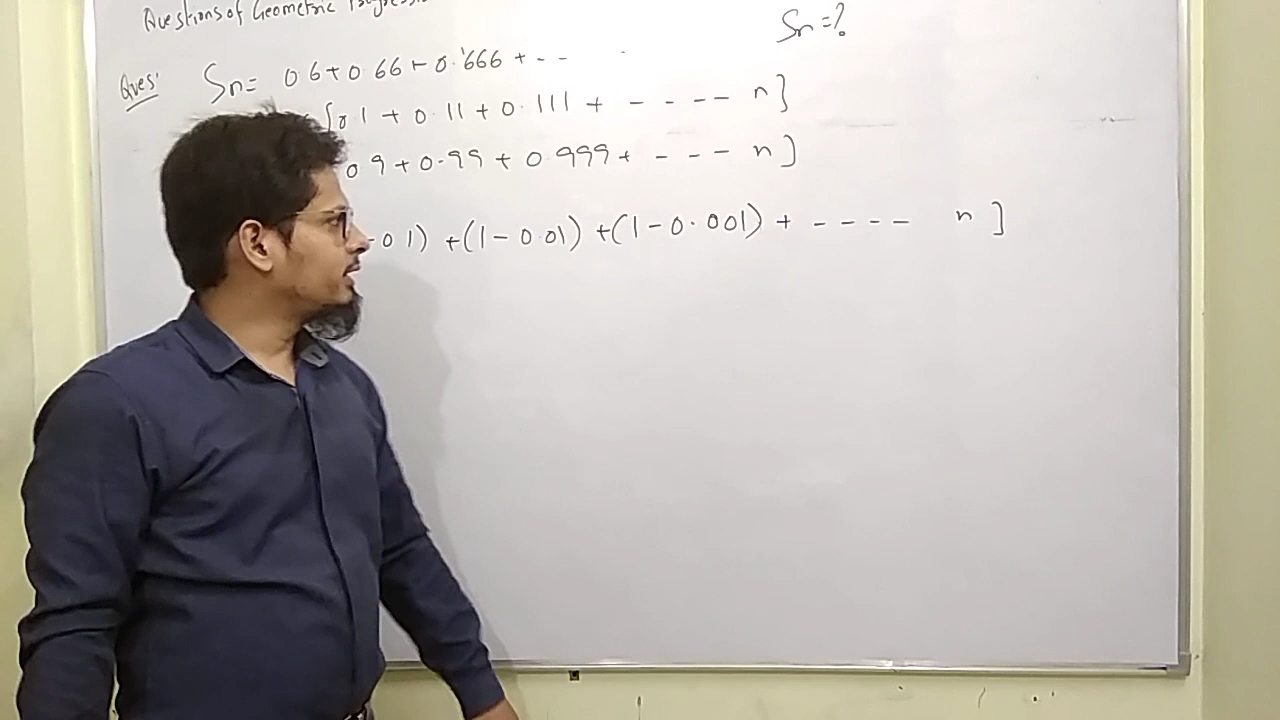 Questions of Geometric
Sn = ?
Ques: Sn = 0.6 + 0.66 + 0.666 + - -
[0.1 + 0.11 + 0.111 + - - - - n]
0.9 + 0.99 + 0.999 + - - - n]
- 0.1) + (1 - 0.01) + (1 - 0.001) + - - - - n]